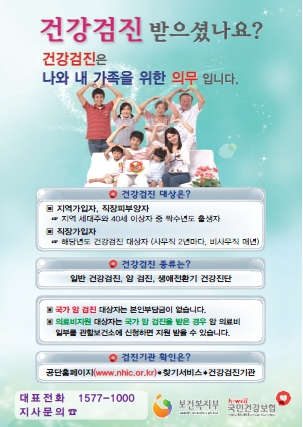 건강검진 받으셨나요?
건강검진은
나와 내 가족을 위한 의무 입니다.
건강검진 대상은?
▣ 지역가입자, 직장피부양자
☞ 지역 세대주와 40세 이상자 중 짝수년도 출생자
▣ 직장가입자
☞ 해당년도 건강검진 대상자 (사무직 2년마다, 비사무직 매년)
건강검진 종류는?
일반 건강검진, 암 검진, 생애전환기 건강진단
▣ 국가 암 검진 대상자는 본인부담금이 없습니다.
▣ 의료비지원 대상자는 국가 암 검진을 받은 경우 암 의료비
일부를 관할보건소에 신청하면 지원 받을 수 있습니다.
검진기관 확인은?
공단홈페이지(www.nhic.or.kr)➧찾기서비스➧건강검진기관
대표전화 1577-1000
지사문의☎
보건복지부
h·well
국민건강보험